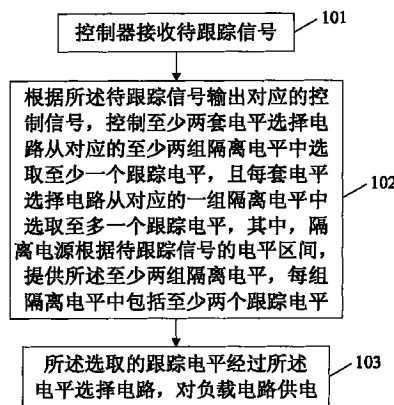 控制器接收待跟踪信号
101
根据所述待跟踪信号输出对应的控
制信号，控制至少两套电平选择电
路从对应的至少两组隔离电平中选
取至少一个跟踪电平，且每套电平
选择电路从对应的一组隔离电平中
选取至多一个跟踪电平，其中，隔
离电源根据待跟踪信号的电平区间，
提供所述至少两组隔离电平，每组
隔离电平中包括至少两个跟踪电平
102
所述选取的跟踪电平经过所述
电平选择电路，对负载电路供电
103